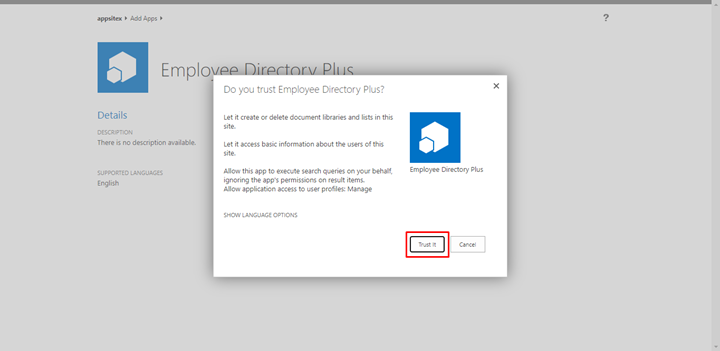 appsitex Add Apps
?
Employee Directory Plus
Details
DESCRIPTION
There is no description available.
SUPPORTED LANGUAGES
English
Do you trust Employee Directory Plus?
Let it create or delete document libraries and lists in this
site.
Let it access basic information about the users of this
site.
Allow this app to execute search queries on your behalf,
ignoring the app's permissions on result items.
Allow application access to user profiles: Manage
Employee Directory Plus
SHOW LANGUAGE OPTIONS
Trust It
Cancel